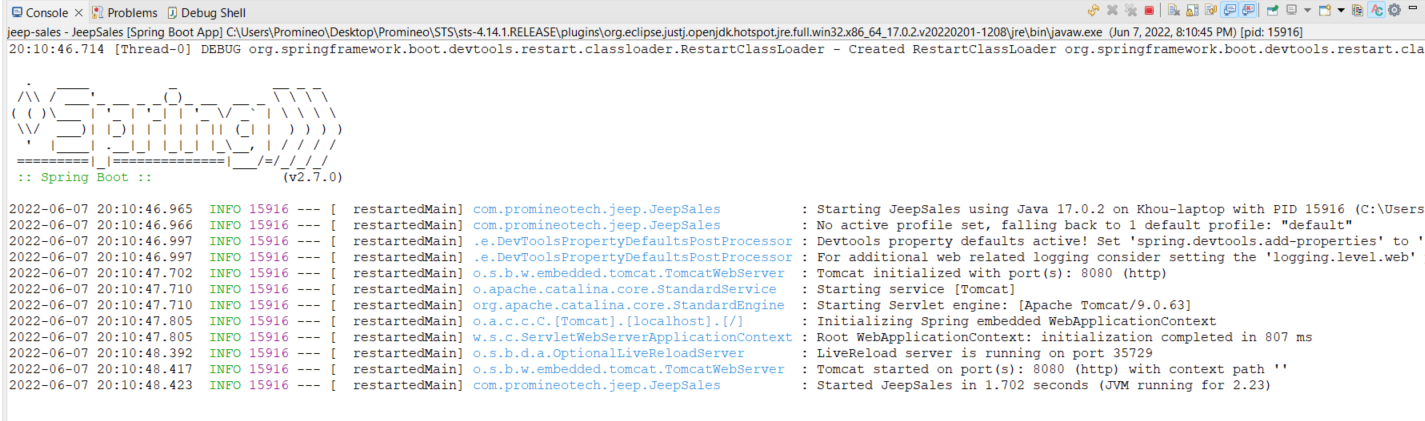 Console Problems Debug Shell
jeep-sales - JeepSales [Spring Boot App] C:\Users\Promineo\Desktop\Promineo\STS\sts-4.14.1.RELEASE\plugins\org.eclipse.justj.openjdk.hotspot.jre.full.win32.x86_64_17.0.2.v20220201-1208\jre\bin\javaw.exe (Jun 7, 2022, 8:10:45 PM) [pid: 15916]
20:10:46.714 [Thread-0] DEBUG org.springframework.boot.devtools.restart.classloader.RestartClassLoader - Created RestartClassLoader org.springframework.boot.devtools.restart.cla
Spring
:: Spring Boot :: (v2.7.0)
2022-06-07 20:10:46.965 INFO 15916 --- [ restartedMain] com.promineotech.jeep.JeepSales : Starting JeepSales using Java 17.0.2 on Khou-laptop with PID 15916 (C:\Users
2022-06-07 20:10:46.966 INFO 15916 --- [ restartedMain] com.promineotech.jeep.JeepSales : No active profile set, falling back to 1 default profile: "default"
2022-06-07 20:10:46.997 INFO 15916 --- [ restartedMain] .e.DevToolsPropertyDefaultsPostProcessor : Devtools property defaults active! Set 'spring.devtools.add-properties' to '
2022-06-07 20:10:46.997 INFO 15916 --- [ restartedMain] .e.DevToolsPropertyDefaultsPostProcessor : For additional web related logging consider setting the 'logging.level.web'
2022-06-07 20:10:47.702 INFO 15916 --- [ restartedMain] o.s.b.w.embedded.tomcat.TomcatWebServer : Tomcat initialized with port(s): 8080 (http)
2022-06-07 20:10:47.710 INFO 15916 --- [ restartedMain] o.apache.catalina.core.StandardService : Starting service [Tomcat]
2022-06-07 20:10:47.710 INFO 15916 --- [ restartedMain] org.apache.catalina.core.StandardEngine : Starting Servlet engine: [Apache Tomcat/9.0.63]
2022-06-07 20:10:47.805 INFO 15916 --- [ restartedMain] o.a.c.c.C.[Tomcat].[localhost].[/] : Initializing Spring embedded WebApplicationContext
2022-06-07 20:10:47.805 INFO 15916 --- [ restartedMain] w.s.c.ServletWebServerApplicationContext : Root WebApplicationContext: initialization completed in 807 ms
2022-06-07 20:10:48.392 INFO 15916 --- [ restartedMain] o.s.b.d.a.OptionalLiveReloadServer : LiveReload server is running on port 35729
2022-06-07 20:10:48.417 INFO 15916 --- [ restartedMain] o.s.b.w.embedded.tomcat.TomcatWebServer : Tomcat started on port(s): 8080 (http) with context path ''
2022-06-07 20:10:48.423 INFO 15916 --- [ restartedMain] com.promineotech.jeep.JeepSales : Started JeepSales in 1.702 seconds (JVM running for 2.23)